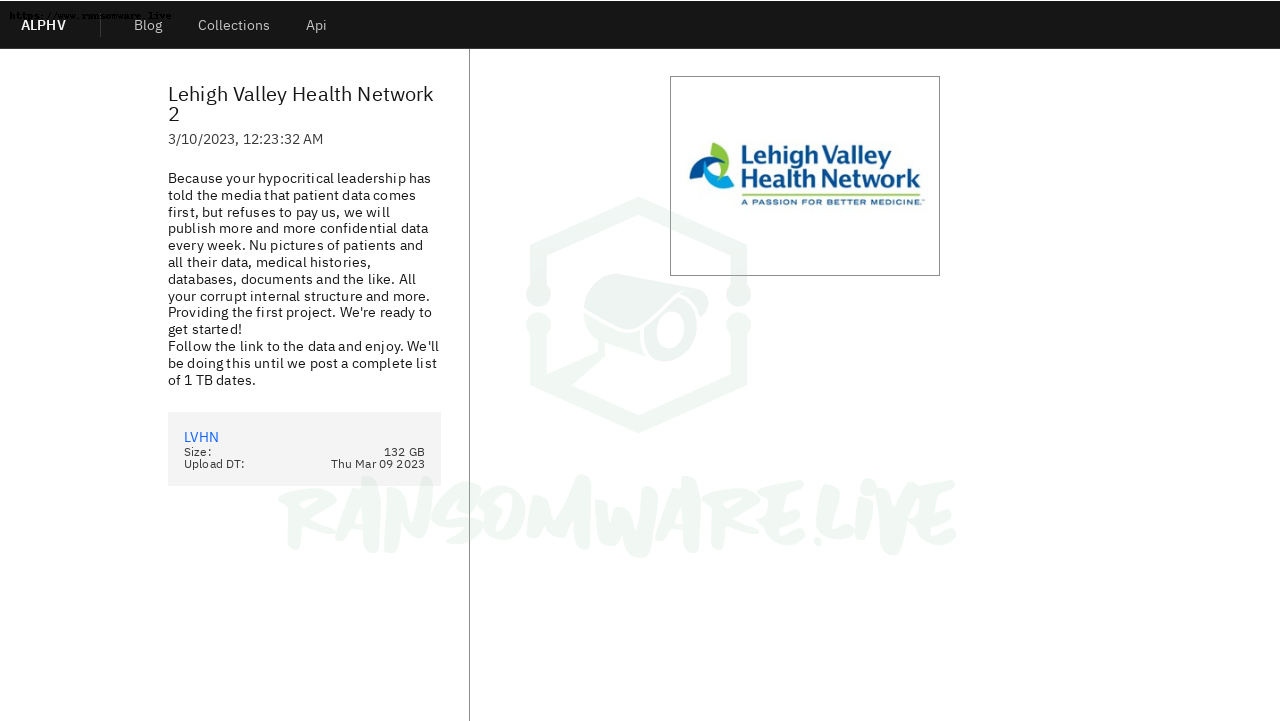 https://www.ransomware.live
ALPHV
Blog
Collections
Api
Lehigh Valley Health Network
2
3/10/2023, 12:23:32 AM
Because your hypocritical leadership has
told the media that patient data comes
first, but refuses to pay us, we will
publish more and more confidential data
every week. Nu pictures of patients and
all their data, medical histories,
databases, documents and the like. All
your corrupt internal structure and more.
Providing the first project. We're ready to
get started!
Follow the link to the data and enjoy. We'll
be doing this until we post a complete list
of 1 TB dates.
LVHN
Size: 132 GB
Upload DT: Thu Mar 09 2023
Lehigh Valley
Health Network
A PASSION FOR BETTER MEDICINE.™
RANSOMWARE.LIVE